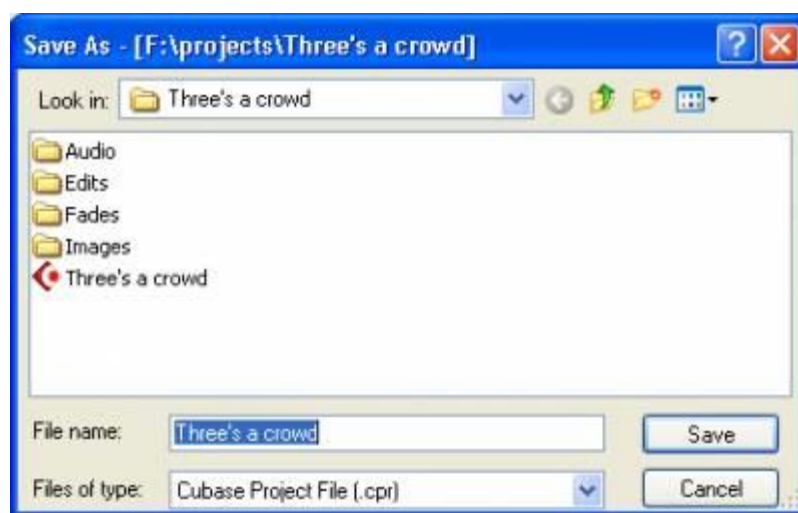 Save As - [F:\projects\Three's a crowd]
Look in: Three's a crowd
Audio
Edits
Fades
Images
Three's a crowd
File name: Three's a crowd Save
Files of type: Cubase Project File (.cpr) Cancel